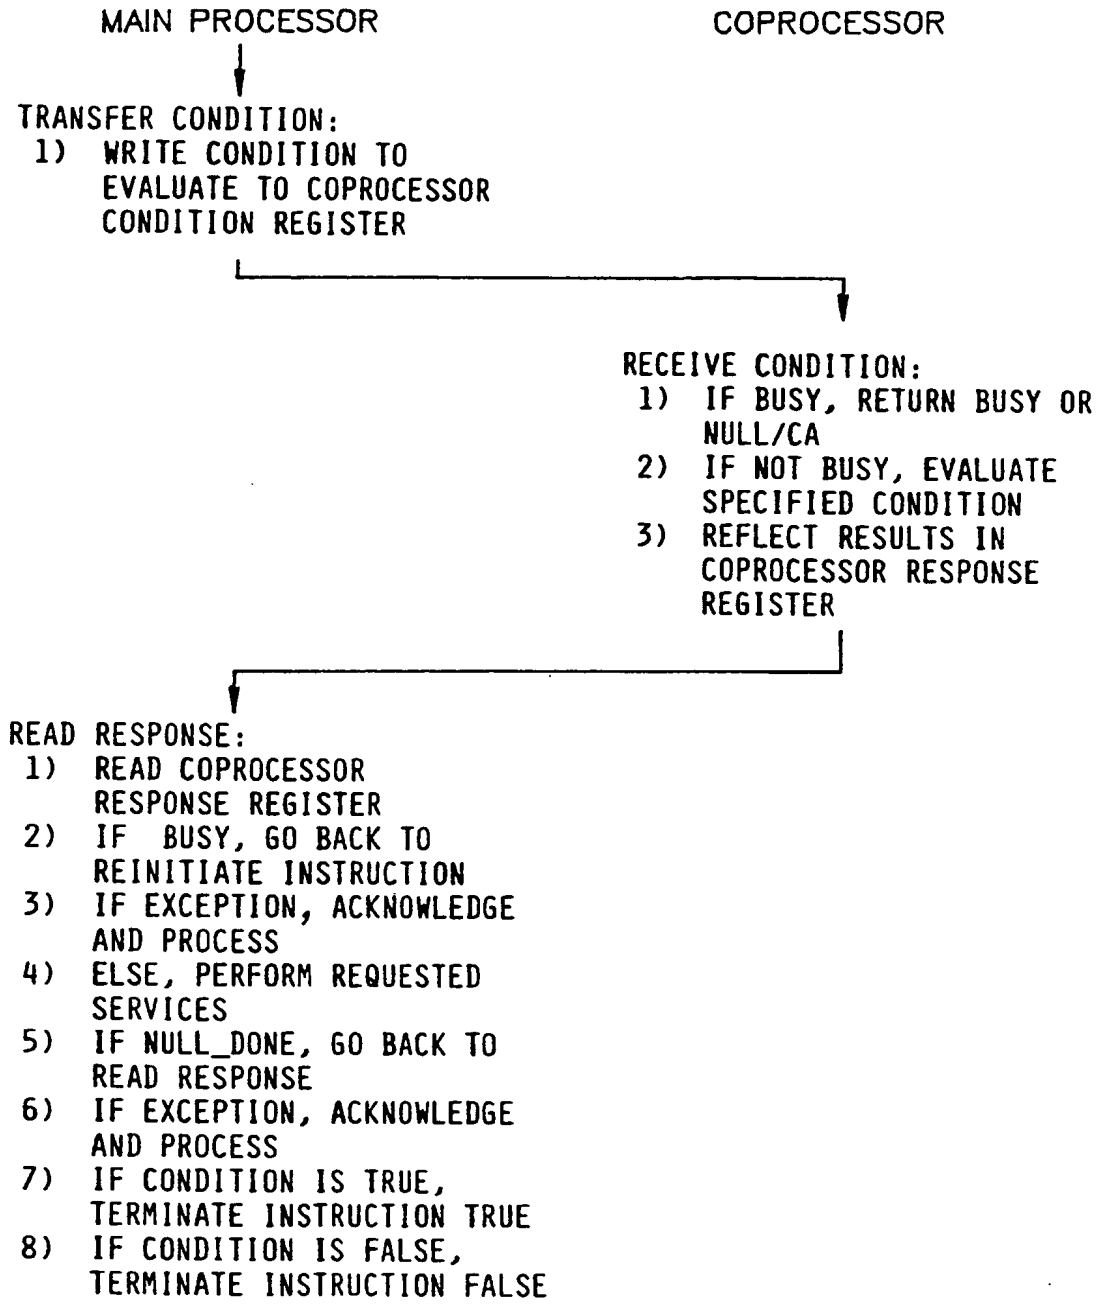 MAIN PROCESSOR
COPROCESSOR
TRANSFER CONDITION:
1) WRITE CONDITION TO
EVALUATE TO COPROCESSOR
CONDITION REGISTER
RECEIVE CONDITION:
1) IF BUSY, RETURN BUSY OR
NULL/CA
2) IF NOT BUSY, EVALUATE
SPECIFIED CONDITION
3) REFLECT RESULTS IN
COPROCESSOR RESPONSE
REGISTER
READ RESPONSE:
1) READ COPROCESSOR
RESPONSE REGISTER
2) IF BUSY, GO BACK TO
REINITIATE INSTRUCTION
3) IF EXCEPTION, ACKNOWLEDGE
AND PROCESS
4) ELSE, PERFORM REQUESTED
SERVICES
5) IF NULL_DONE, GO BACK TO
READ RESPONSE
6) IF EXCEPTION, ACKNOWLEDGE
AND PROCESS
7) IF CONDITION IS TRUE,
TERMINATE INSTRUCTION TRUE
8) IF CONDITION IS FALSE,
TERMINATE INSTRUCTION FALSE